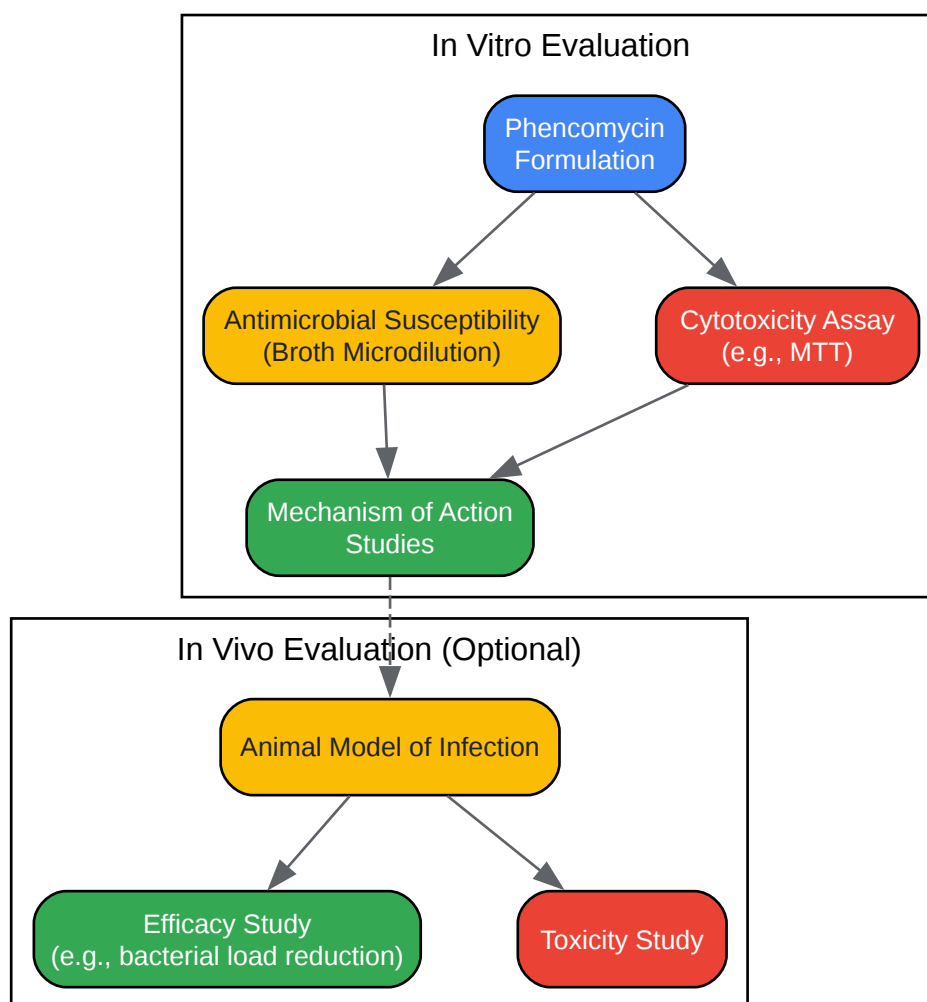 In Vitro Evaluation
Phencomycin
Formulation
Antimicrobial Susceptibility
(Broth Microdilution)
Cytotoxicity Assay
(e.g., MTT)
Mechanism of Action
Studies
In Vivo Evaluation (Optional)
Animal Model of Infection
Efficacy Study
(e.g., bacterial load reduction)
Toxicity Study